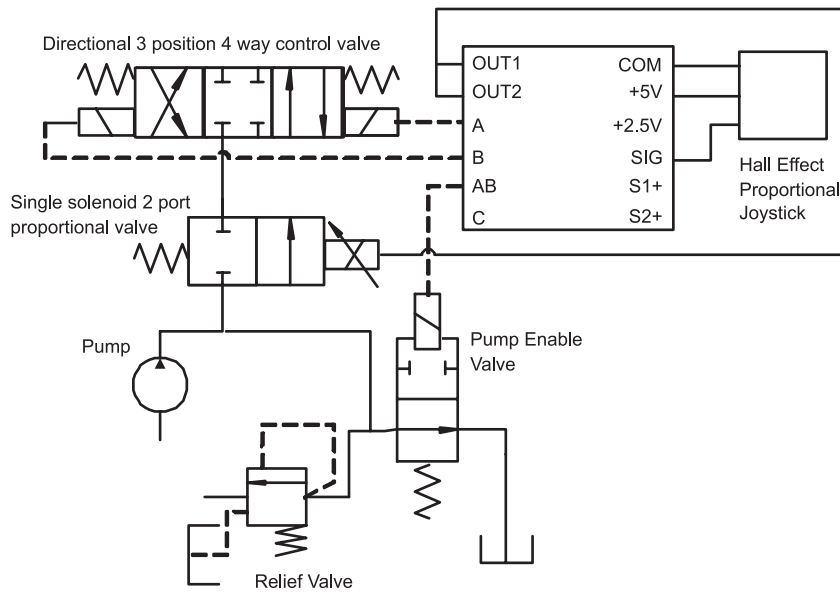 Directional 3 position 4 way control valve
OUT1
OUT2
A
B
AB
C
COM
+5V
+2.5V
SIG
S1+
S2+
Hall Effect
Proportional
Joystick
Single solenoid 2 port
proportional valve
Pump
Pump Enable
Valve
Relief Valve